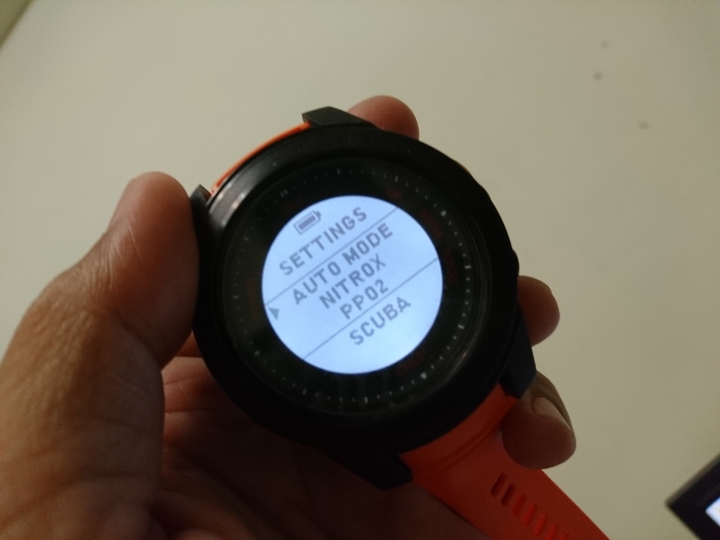 SETTINGS
AUTO MODE
NITROX
PPO2
SCUBA